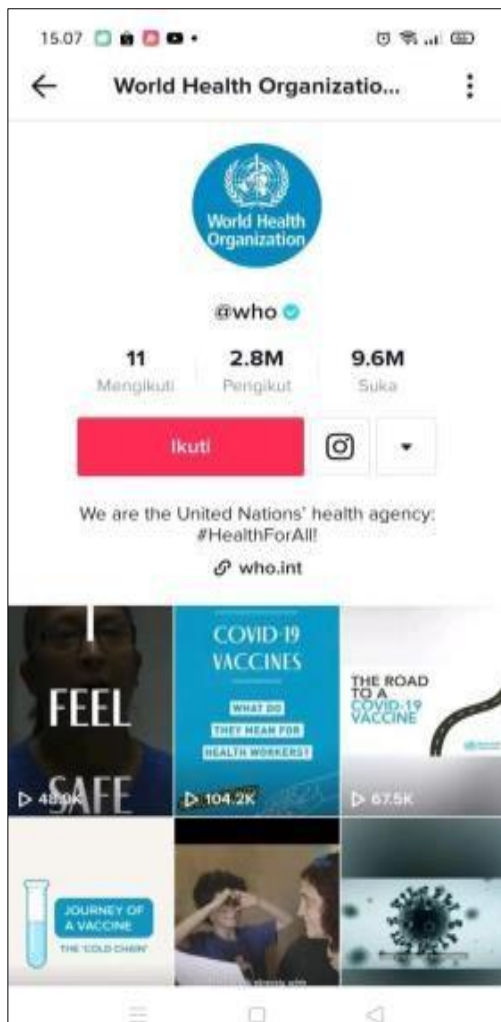 15.07
World Health Organizatio...
World Health
Organization
@who
11
2.8M
9.6M
Mengikuti
Pengikut
Suka
Ikuti
We are the United Nations' health agency:
#HealthForAll!
who.int
I
FEEL
SAFE
48.0K
COVID-19
VACCINES
WHAT DO
THEY MEAN FOR
HEALTH WORKERS?
104.2K
THE ROAD
TO A
COVID-19
VACCINE
67.5K
JOURNEY OF
A VACCINE
THE 'COLD CHAIN'